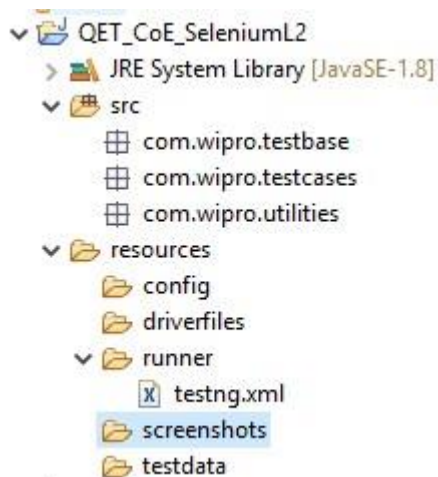 QET_CoE_SeleniumL2
JRE System Library [JavaSE-1.8]
src
com.wipro.testbase
com.wipro.testcases
com.wipro.utilities
resources
config
driverfiles
runner
testng.xml
screenshots
testdata